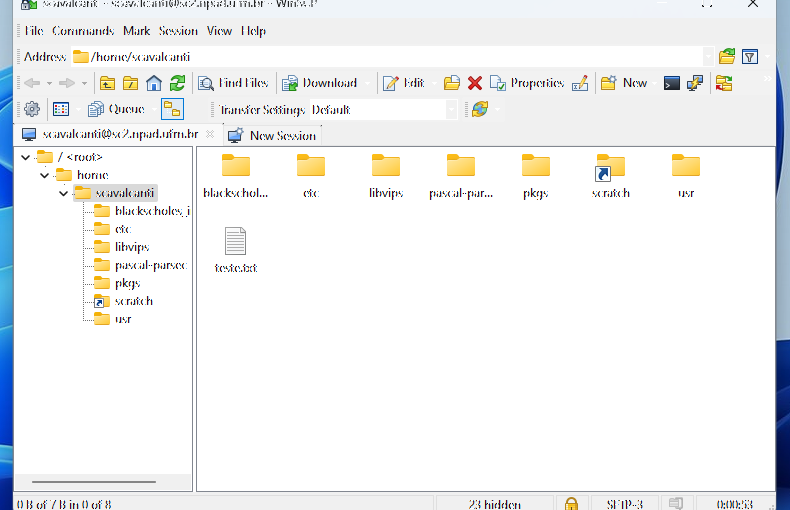 scavalcanti - scavalcanti@sc2.npad.ufrn.br - WinSCP
File Commands Mark Session View Help
Address /home/scavalcanti
Find Files Download Edit Properties New
Queue Transfer Settings Default
scavalcanti@sc2.npad.ufrn.br New Session
/ <root>
home
scavalcanti
blackscholes_i
etc
libvips
pascal-parsec
pkgs
scratch
usr
blackschol... etc libvips pascal-par... pkgs scratch usr
teste.txt
0 B of 7 B in 0 of 8 23 hidden SFTP-3 0:00:53